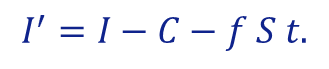 I′ = I − C − f S t.